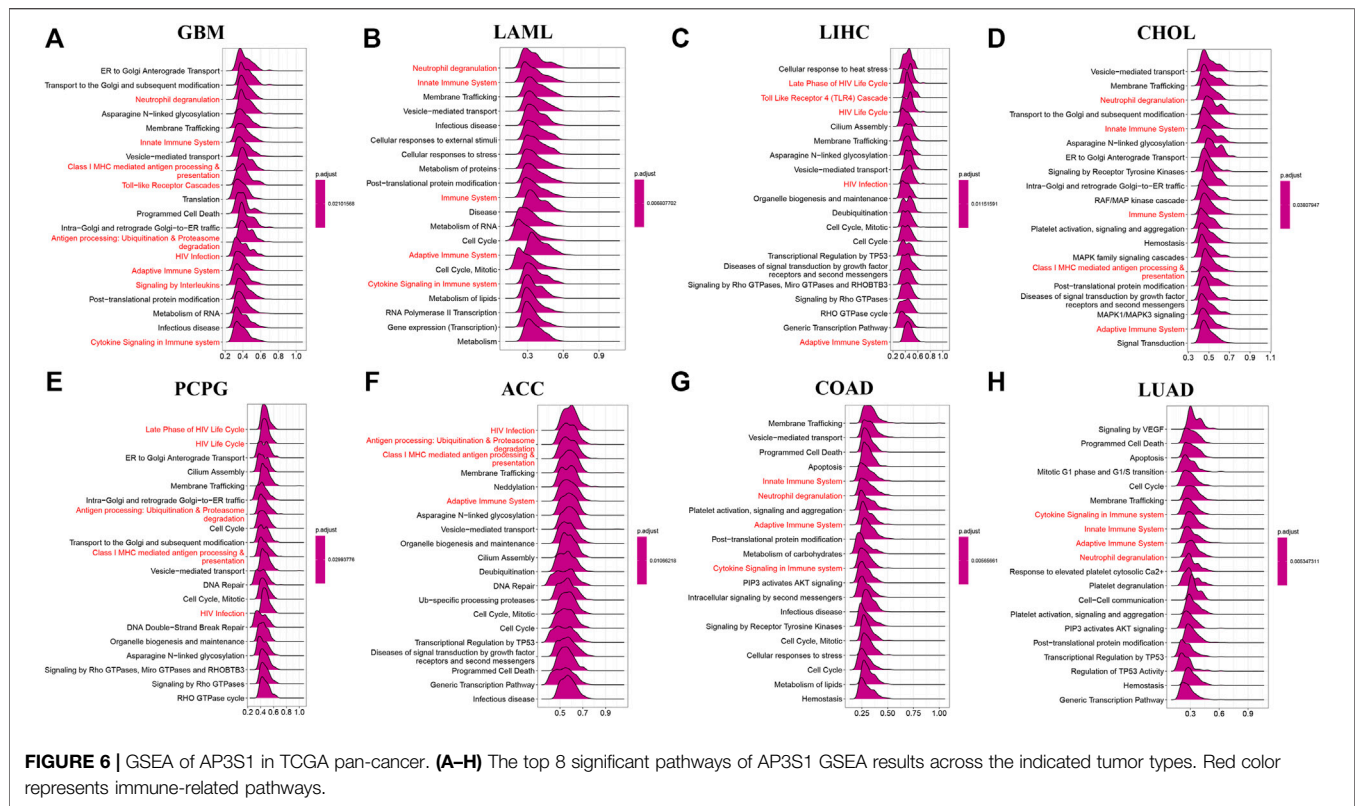 A
GBM
ER to Golgi Anterograde Transport
Transport to the Golgi and subsequent modification
Neutrophil degranulation
Asparagine N−linked glycosylation
Membrane Trafficking
Innate Immune System
Vesicle−mediated transport
Class I MHC mediated antigen processing &
presentation
Toll−like Receptor Cascades
Translation
Programmed Cell Death
Intra−Golgi and retrograde Golgi−to−ER traffic
Antigen processing: Ubiquitination & Proteasome
degradation
HIV Infection
Adaptive Immune System
Signaling by Interleukins
Post−translational protein modification
Metabolism of RNA
Infectious disease
Cytokine Signaling in Immune system
0.2 0.4 0.6 0.8 1.0
p.adjust
0.02101568
B
LAML
Neutrophil degranulation
Innate Immune System
Membrane Trafficking
Vesicle−mediated transport
Infectious disease
Cellular responses to external stimuli
Cellular responses to stress
Metabolism of proteins
Post−translational protein modification
Immune System
Disease
Metabolism of RNA
Cell Cycle
Adaptive Immune System
Cell Cycle, Mitotic
Cytokine Signaling in Immune system
Metabolism of lipids
RNA Polymerase II Transcription
Gene expression (Transcription)
Metabolism
0.3 0.6 0.9
p.adjust
0.006807702
C
LIHC
Cellular response to heat stress
Late Phase of HIV Life Cycle
Toll Like Receptor 4 (TLR4) Cascade
HIV Life Cycle
Cilium Assembly
Membrane Trafficking
Asparagine N−linked glycosylation
Vesicle−mediated transport
HIV Infection
Organelle biogenesis and maintenance
Deubiquitination
Cell Cycle, Mitotic
Cell Cycle
Transcriptional Regulation by TP53
Diseases of signal transduction by growth factor
receptors and second messengers
Signaling by Rho GTPases, Miro GTPases and RHOBTB3
Signaling by Rho GTPases
RHO GTPase cycle
Generic Transcription Pathway
Adaptive Immune System
0.2 0.4 0.6 0.8 1.0
p.adjust
0.01151591
D
CHOL
Vesicle−mediated transport
Membrane Trafficking
Neutrophil degranulation
Transport to the Golgi and subsequent modification
Innate Immune System
Asparagine N−linked glycosylation
ER to Golgi Anterograde Transport
Signaling by Receptor Tyrosine Kinases
Intra−Golgi and retrograde Golgi−to−ER traffic
RAF/MAP kinase cascade
Immune System
Platelet activation, signaling and aggregation
Hemostasis
MAPK family signaling cascades
Class I MHC mediated antigen processing &
presentation
Post−translational protein modification
Diseases of signal transduction by growth factor
receptors and second messengers
MAPK1/MAPK3 signaling
Adaptive Immune System
Signal Transduction
0.3 0.5 0.7 0.9 1.1
p.adjust
0.03937947
E
PCPG
Late Phase of HIV Life Cycle
HIV Life Cycle
ER to Golgi Anterograde Transport
Cilium Assembly
Membrane Trafficking
Intra−Golgi and retrograde Golgi−to−ER traffic
Antigen processing: Ubiquitination & Proteasome
degradation
Cell Cycle
Transport to the Golgi and subsequent modification
Class I MHC mediated antigen processing &
presentation
Vesicle−mediated transport
DNA Repair
Cell Cycle, Mitotic
HIV Infection
DNA Double−Strand Break Repair
Organelle biogenesis and maintenance
Asparagine N−linked glycosylation
Signaling by Rho GTPases, Miro GTPases and RHOBTB3
Signaling by Rho GTPases
RHO GTPase cycle
0.2 0.4 0.6 0.8 1.0
p.adjust
0.02993776
F
ACC
HIV Infection
Antigen processing: Ubiquitination & Proteasome
degradation
Class I MHC mediated antigen processing &
presentation
Membrane Trafficking
Neddylation
Adaptive Immune System
Asparagine N−linked glycosylation
Vesicle−mediated transport
Organelle biogenesis and maintenance
Cilium Assembly
Deubiquitination
DNA Repair
Ub−specific processing proteases
Cell Cycle, Mitotic
Cell Cycle
Transcriptional Regulation by TP53
Diseases of signal transduction by growth factor
receptors and second messengers
Programmed Cell Death
Generic Transcription Pathway
Infectious disease
0.5 0.7 0.9
p.adjust
0.01066218
G
COAD
Membrane Trafficking
Vesicle−mediated transport
Programmed Cell Death
Apoptosis
Innate Immune System
Neutrophil degranulation
Platelet activation, signaling and aggregation
Adaptive Immune System
Post−translational protein modification
Metabolism of carbohydrates
Cytokine Signaling in Immune system
PIP3 activates AKT signaling
Intracellular signaling by second messengers
Infectious disease
Signaling by Receptor Tyrosine Kinases
Cell Cycle, Mitotic
Cellular responses to stress
Cell Cycle
Metabolism of lipids
Hemostasis
0.25 0.50 0.75 1.00
p.adjust
0.00565661
H
LUAD
Signaling by VEGF
Programmed Cell Death
Apoptosis
Mitotic G1 phase and G1/S transition
Cell Cycle
Membrane Trafficking
Cytokine Signaling in Immune system
Innate Immune System
Adaptive Immune System
Neutrophil degranulation
Response to elevated platelet cytosolic Ca2+
Platelet degranulation
Cell−Cell communication
Platelet activation, signaling and aggregation
PIP3 activates AKT signaling
Post−translational protein modification
Transcriptional Regulation by TP53
Regulation of TP53 Activity
Hemostasis
Generic Transcription Pathway
0.3 0.6 0.9
p.adjust
0.005347311
FIGURE 6 | GSEA of AP3S1 in TCGA pan-cancer. (A–H) The top 8 significant pathways of AP3S1 GSEA results across the indicated tumor types. Red color
represents immune-related pathways.